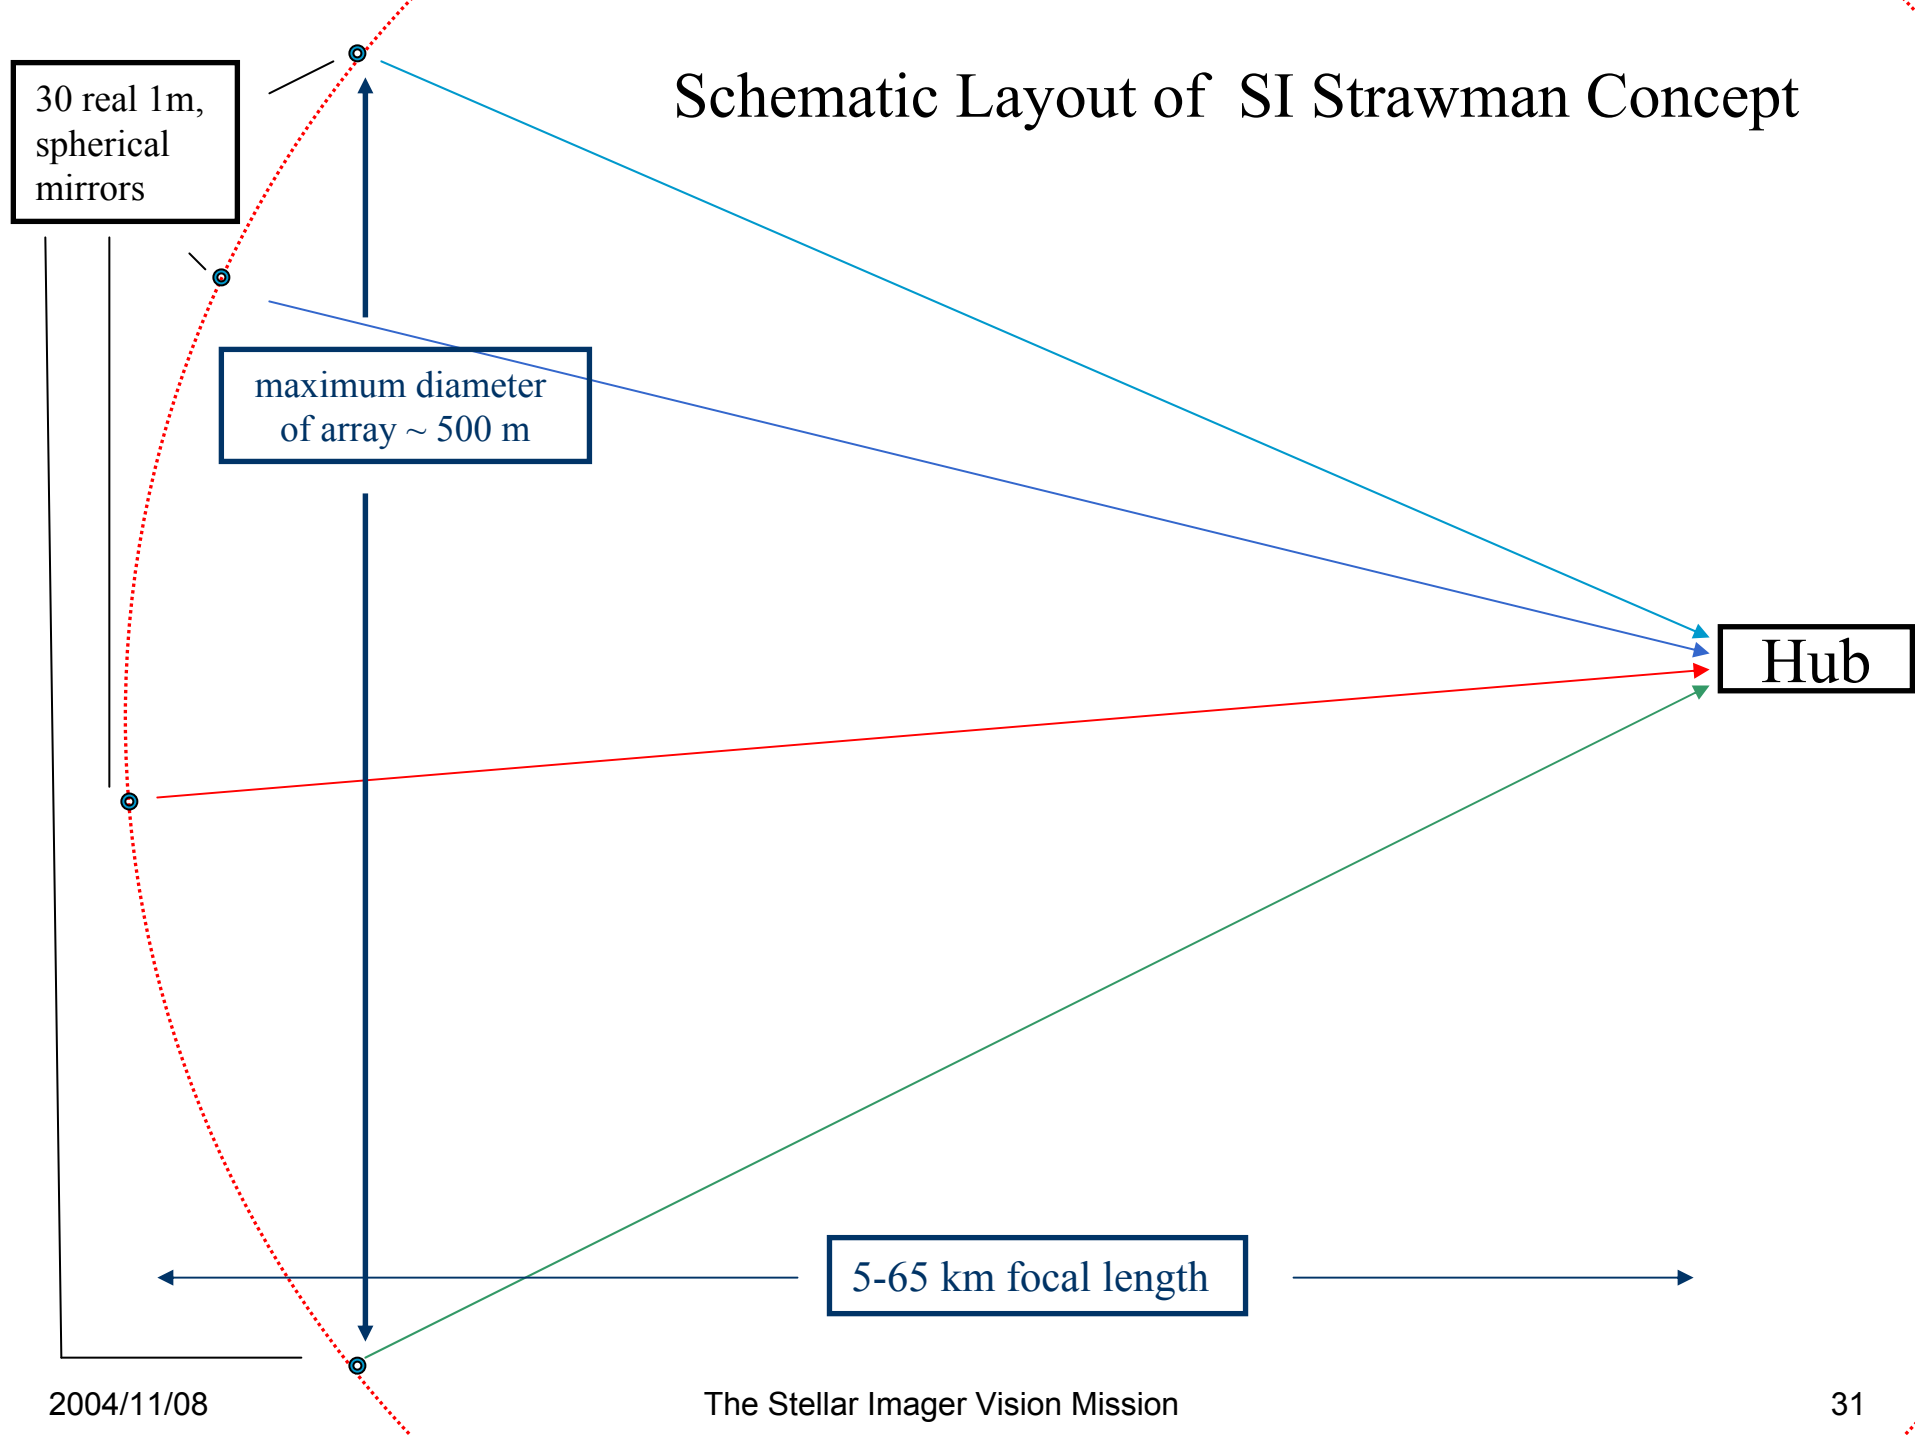 Schematic Layout of SI Strawman Concept
30 real 1m,
spherical
mirrors
maximum diameter
of array ~ 500 m
Hub
5-65 km focal length
2004/11/08
The Stellar Imager Vision Mission
31